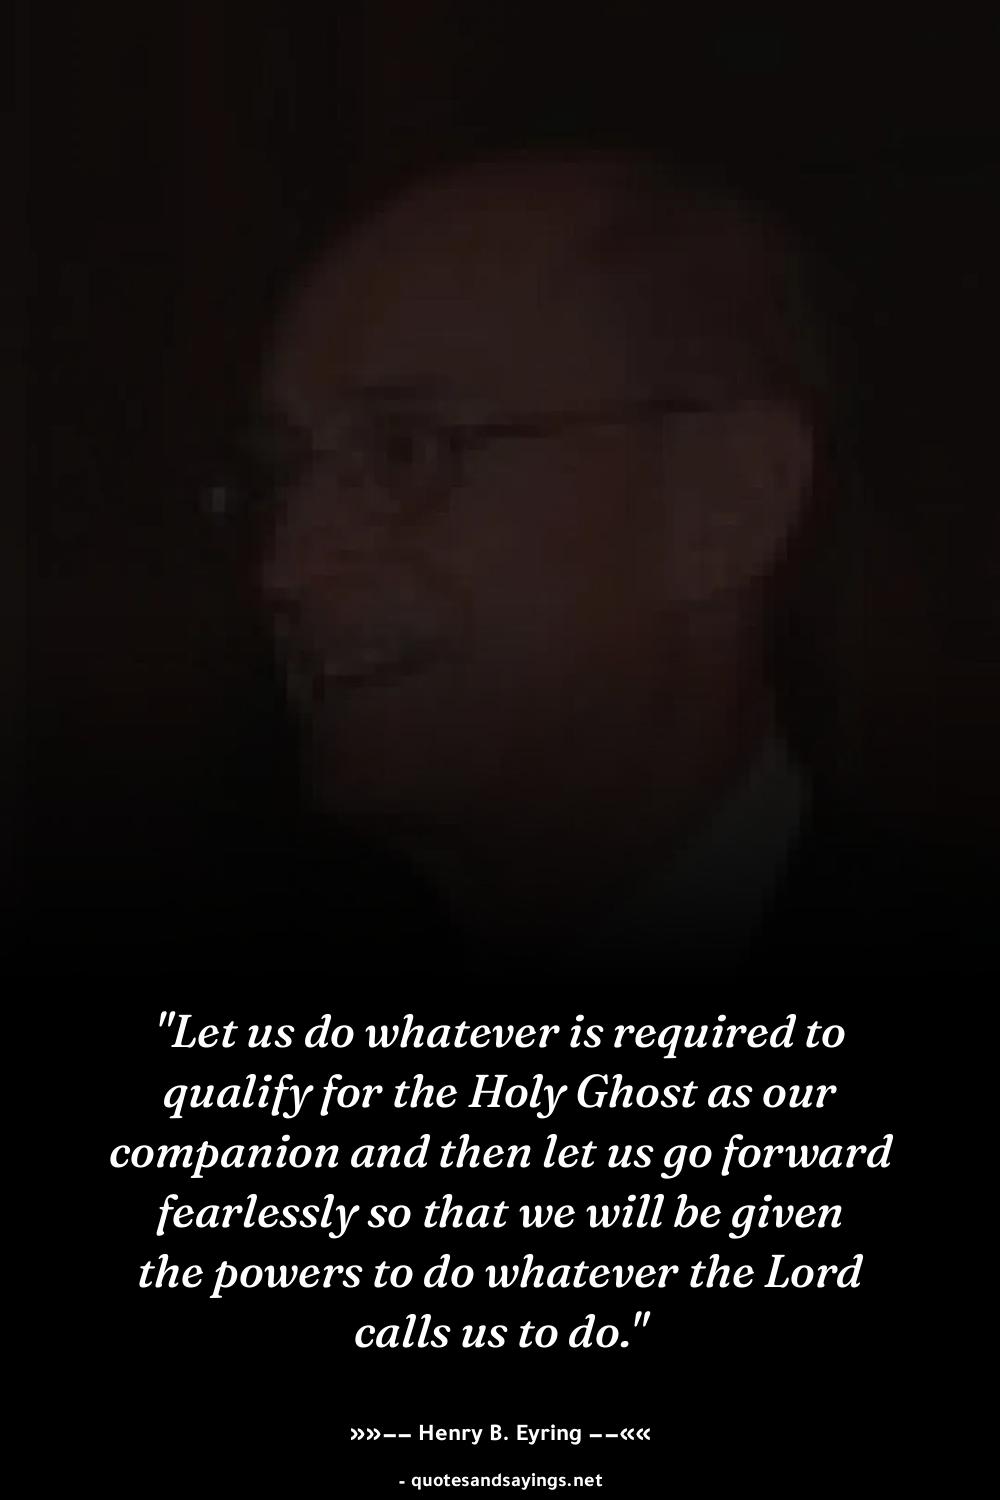 "Let us do whatever is required to
qualify for the Holy Ghost as our
companion and then let us go forward
fearlessly so that we will be given
the powers to do whatever the Lord
calls us to do."
»»–– Henry B. Eyring ––««
- quotesandsayings.net